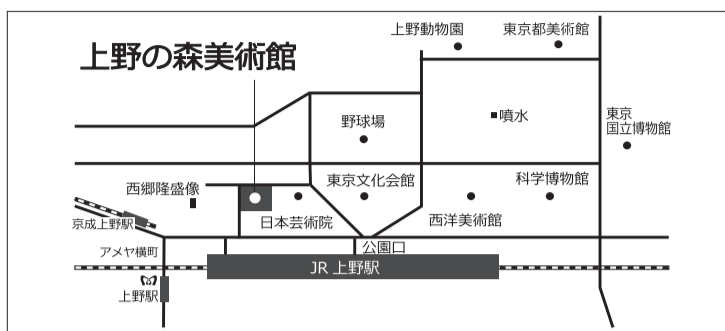 上野動物園
東京都美術館
上野の森美術館
野球場
噴水
東京
国立博物館
西郷隆盛像
東京文化会館
科学博物館
京成上野駅
日本芸術院
西洋美術館
アメヤ横町
公園口
JR 上野駅
上野駅